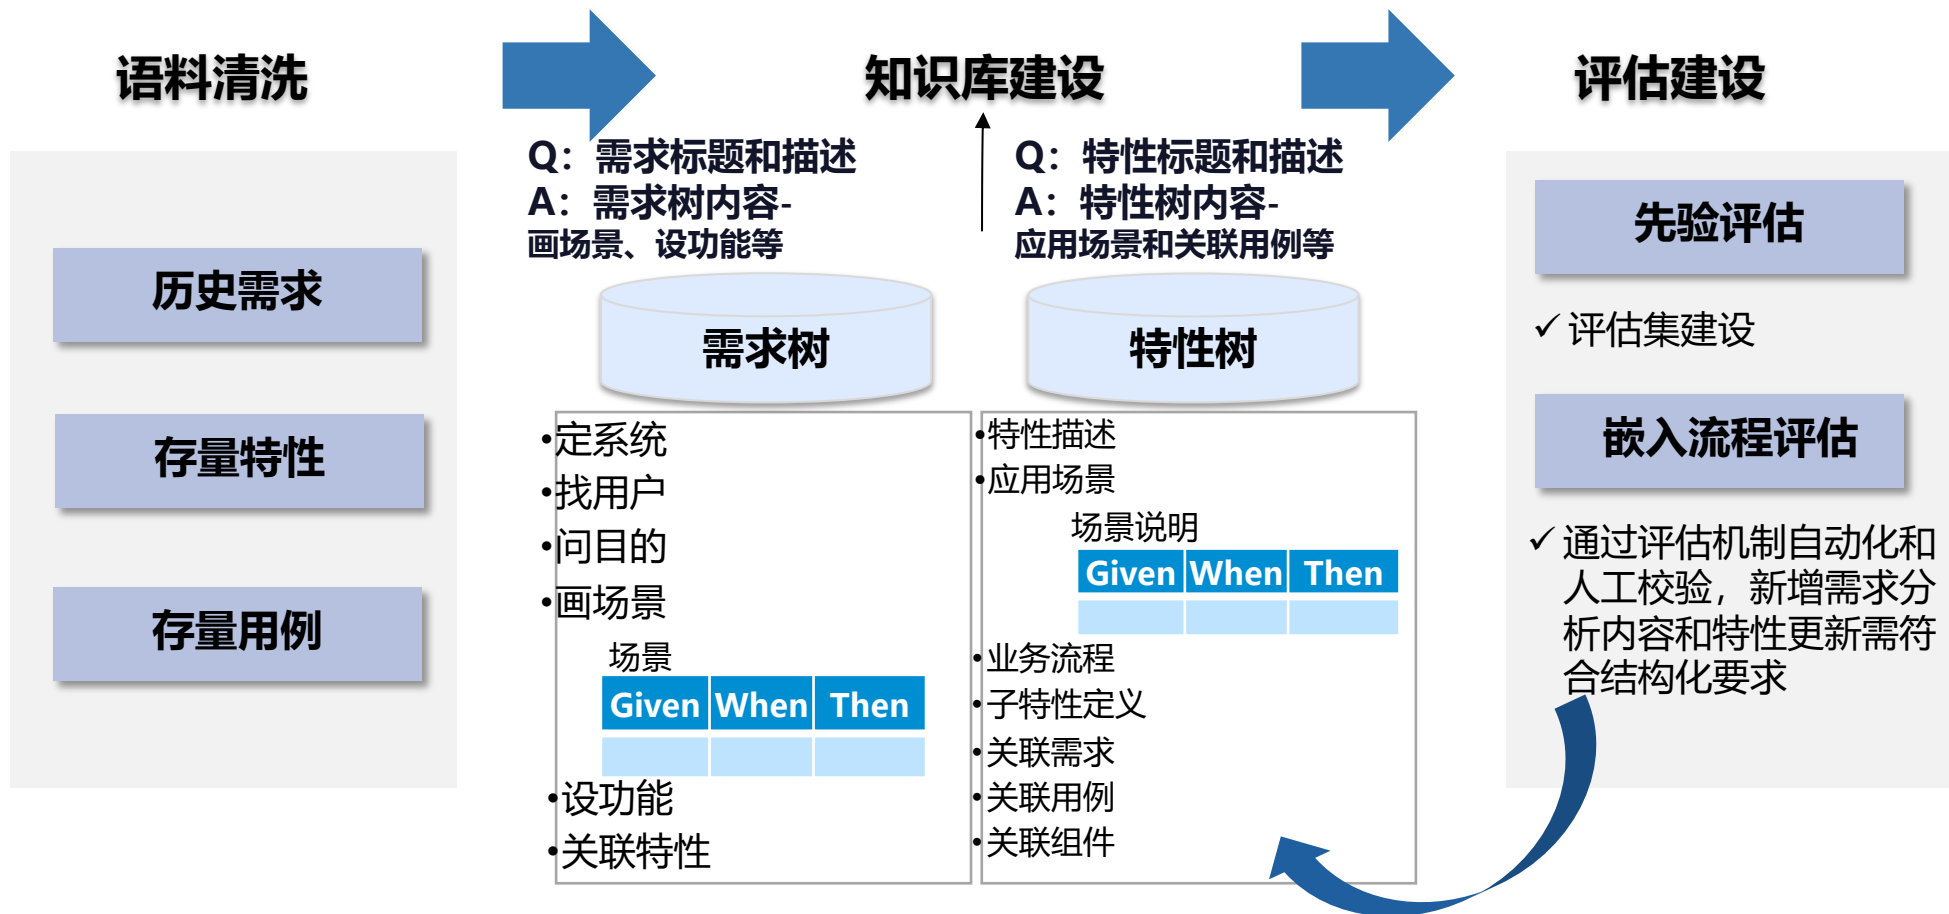 语料清洗
知识库建设
评估建设
历史需求
存量特性
存量用例
Q：需求标题和描述
A：需求树内容-
画场景、设功能等
Q：特性标题和描述
A：特性树内容-
应用场景和关联用例等
需求树
特性树
•定系统
•找用户
•问目的
•画场景
场景
Given When Then
•设功能
•关联特性
•特性描述
•应用场景
场景说明
Given When Then
•业务流程
•子特性定义
•关联需求
•关联用例
•关联组件
先验评估
✓评估集建设
嵌入流程评估
✓通过评估机制自动化和
人工校验，新增需求分
析内容和特性更新需符
合结构化要求